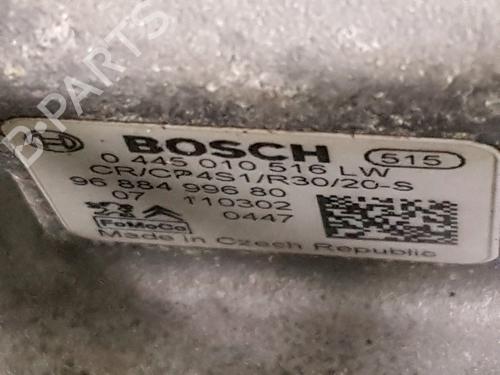 BOSCH 515
0 445 010 516 LW
CR/CP4S1/R30/20-S
96 884 996 80
07 110302
FoMoCo 0447
Made in Czech Republic
B-PARTS